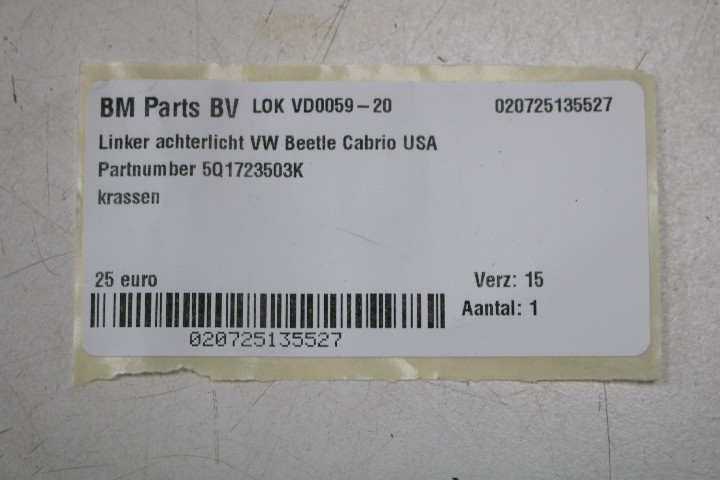 BM Parts BV LOK VD0059-20 020725135527
Linker achterlicht VW Beetle Cabrio USA
Partnumber 5Q1723503K
krassen
25 euro Verz: 15
Aantal: 1
020725135527